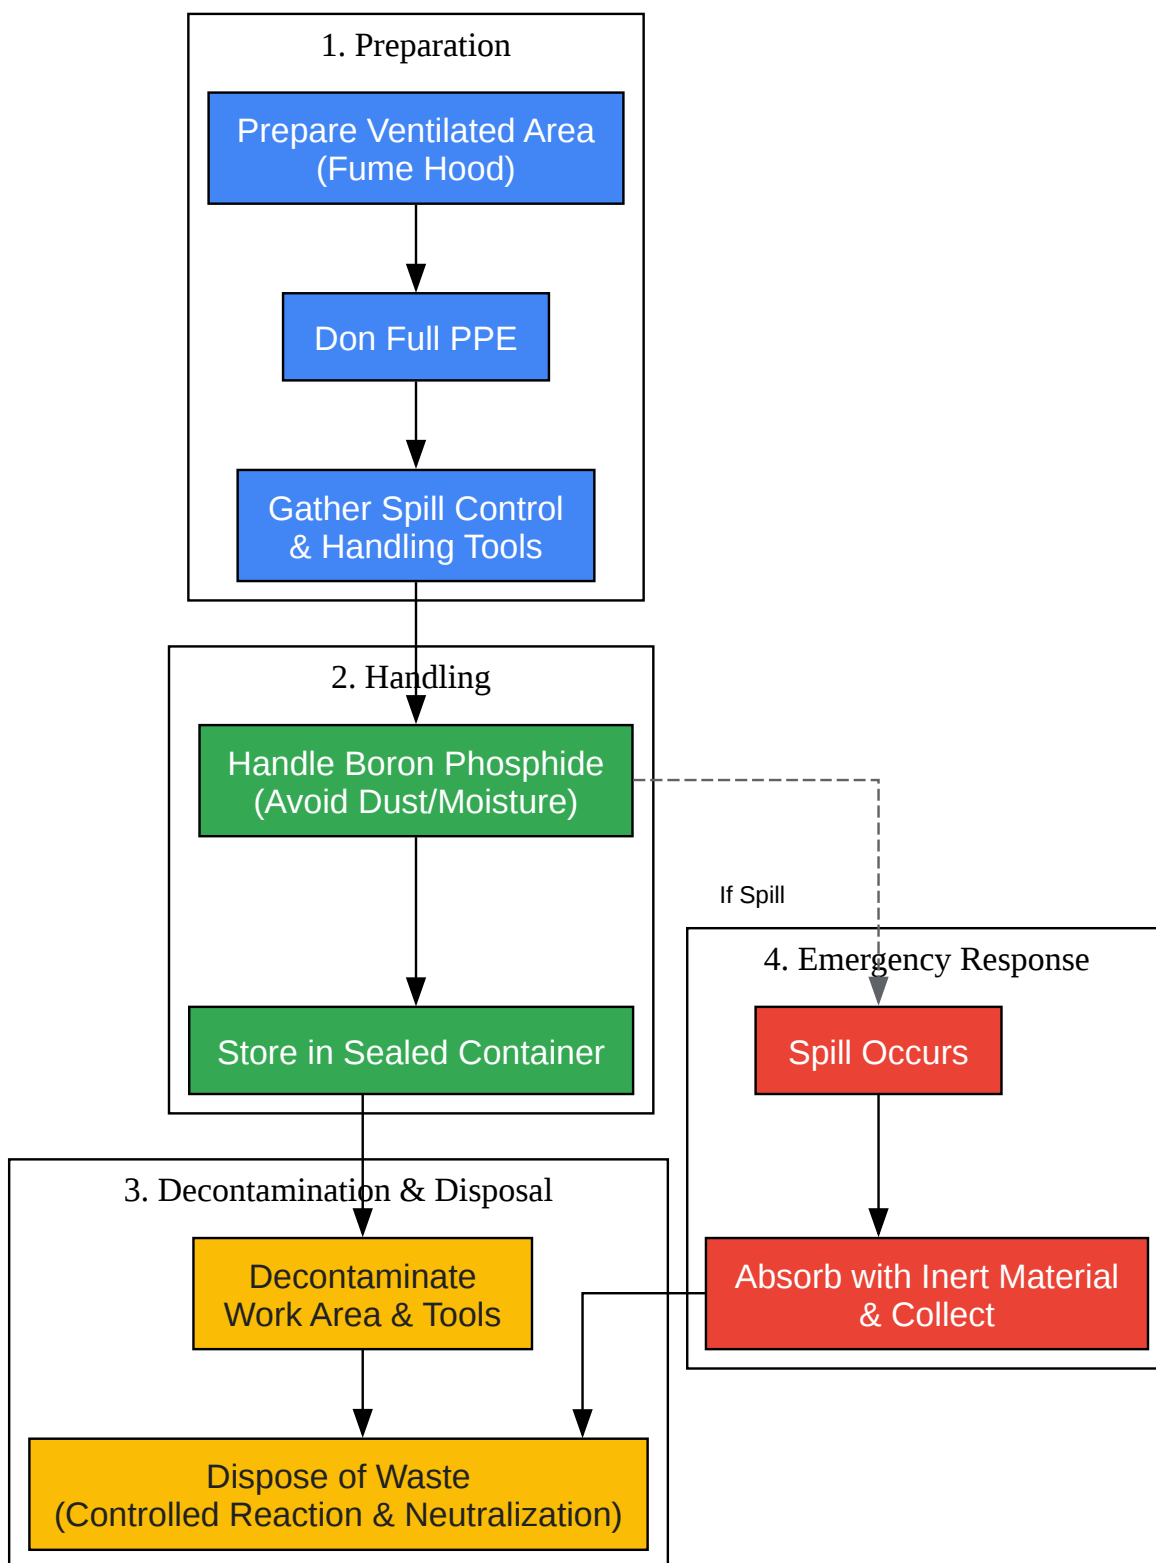 1. Preparation
Prepare Ventilated Area
(Fume Hood)
Don Full PPE
Gather Spill Control
& Handling Tools
2. Handling
Handle Boron Phosphide
(Avoid Dust/Moisture)
Store in Sealed Container
If Spill
4. Emergency Response
Spill Occurs
Absorb with Inert Material
& Collect
3. Decontamination & Disposal
Decontaminate
Work Area & Tools
Dispose of Waste
(Controlled Reaction & Neutralization)